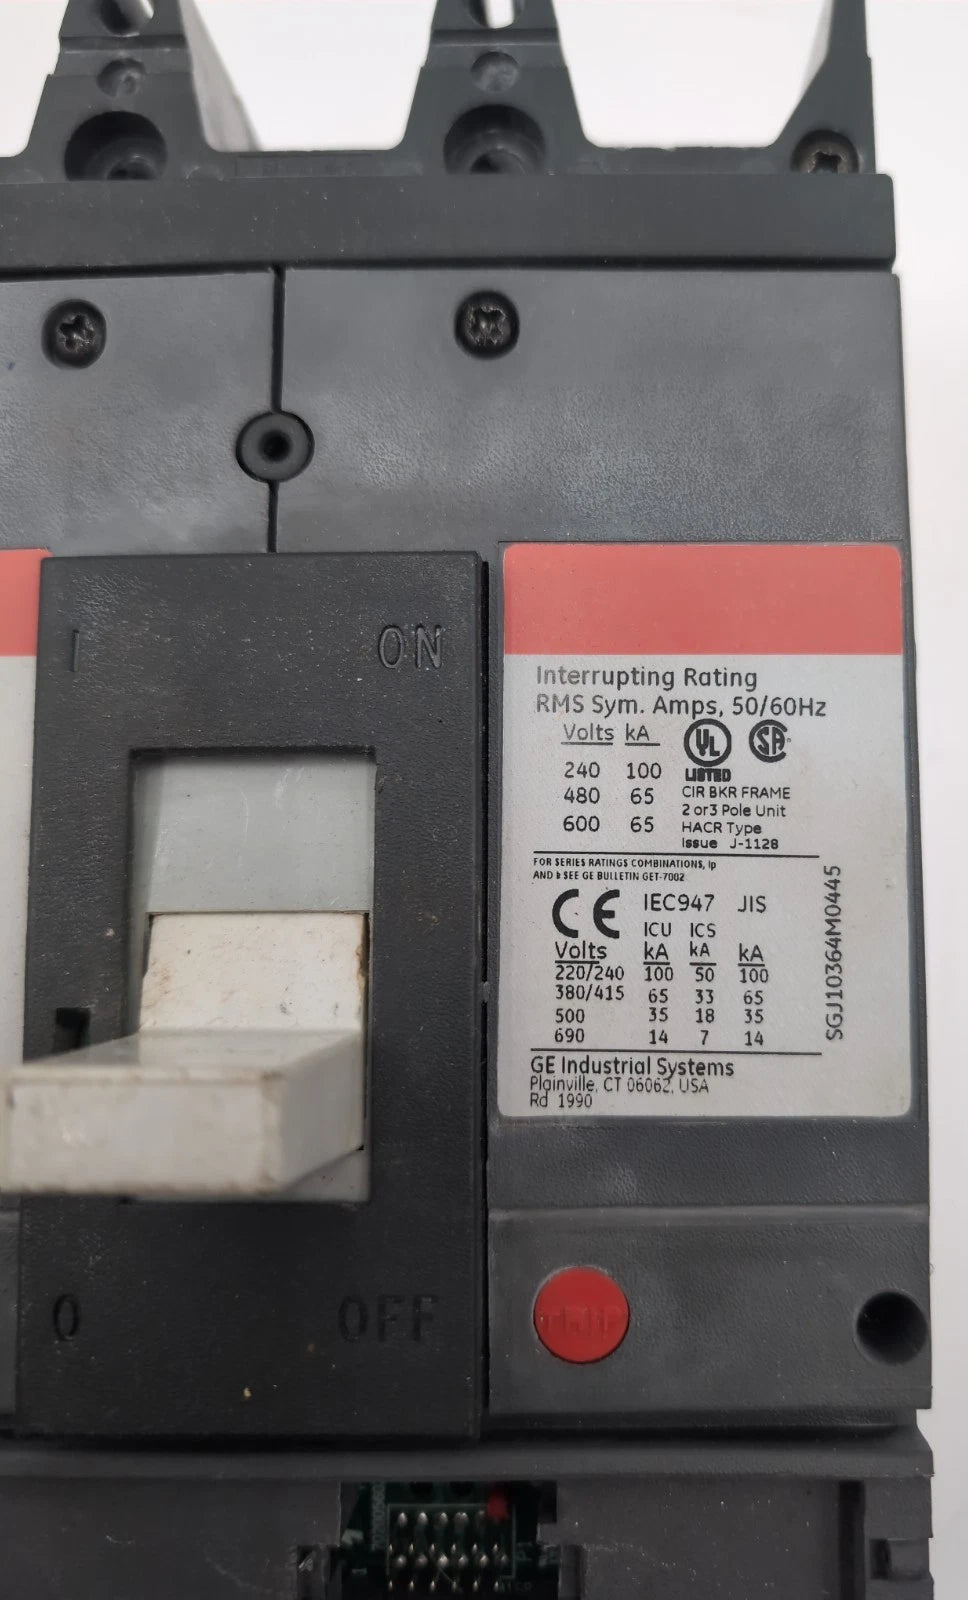 I ON
O OFF
Interrupting Rating
RMS Sym. Amps, 50/60Hz
Volts kA
240 100
480 65
600 65
UL
LISTED
SA
CIR BKR FRAME
2 or 3 Pole Unit
HACR Type
Issue J-1128
FOR SERIES RATINGS COMBINATIONS, Ip
AND It SEE GE BULLETIN GET-7002
CE IEC947 JIS
ICU ICS
Volts kA kA kA
220/240 100 50 100
380/415 65 33 65
500 35 18 35
690 14 7 14
GE Industrial Systems
Plainville, CT 06062, USA
Rd 1990
SGJ10364M0445
TRIP
P1